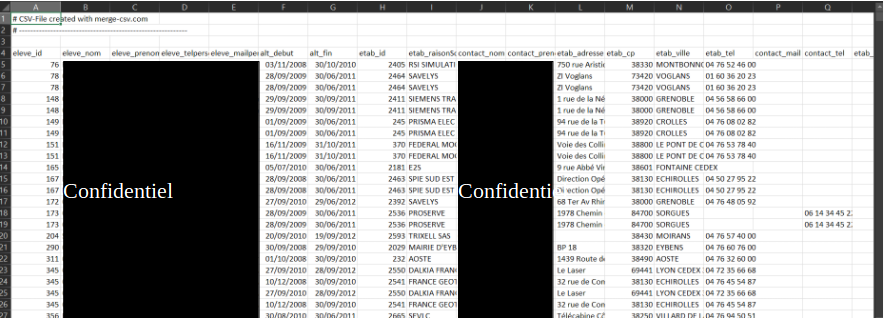 A B C D E F G H I J K L M N O P Q
1 # CSV-File created with merge-csv.com
2 # --------------------------------------------------------
3
4 eleve_id eleve_nom eleve_prenom eleve_telperso eleve_mailper alt_debut alt_fin etab_id etab_raisonSo contact_nom contact_pren etab_adresse etab_cp etab_ville etab_tel contact_mail contact_tel etab_
5 76 03/11/2008 30/10/2010 2405 RSI SIMULATI 750 rue Aristi 38330 MONTBONNO 04 76 52 46 00
6 78 28/09/2009 30/06/2011 2464 SAVELYS ZI Voglans 73420 VOGLANS 01 60 36 20 23
7 78 28/09/2009 30/06/2011 2464 SAVELYS ZI Voglans 73420 VOGLANS 01 60 36 20 23
8 148 28/09/2009 30/09/2011 2411 SIEMENS TRA 1 rue de la Né 38000 GRENOBLE 04 56 58 66 00
9 148 28/09/2009 30/09/2011 2411 SIEMENS TRA 1 rue de la Né 38000 GRENOBLE 04 56 58 66 00
10 149 01/09/2009 30/06/2011 245 PRISMA ELEC 94 rue de la T 38920 CROLLES 04 76 08 02 82
11 149 01/09/2009 30/06/2011 245 PRISMA ELEC 94 rue de la T 38920 CROLLES 04 76 08 02 82
12 151 16/11/2009 31/10/2011 370 FEDERAL MO Voie des Colli 38800 LE PONT DE C 04 76 53 78 40
13 151 16/11/2009 31/10/2011 370 FEDERAL MO Voie des Colli 38800 LE PONT DE C 04 76 53 78 40
14 165 05/07/2010 30/06/2011 2181 E2S 9 rue Abbé Vi 38601 FONTAINE CEDEX
15 167 28/08/2008 28/06/2011 2463 SPIE SUD EST Direction Opé 38130 ECHIROLLES 04 50 27 95 22
16 167 Confidentiel 28/08/2008 28/06/2011 2463 SPIE SUD EST Confidentiel Direction Opé 38130 ECHIROLLES 04 50 27 95 22
17 172 27/09/2010 30/06/2011 2392 SAVELYS 68 Ter Av Rhin 38000 GRENOBLE 04 76 48 05 92
18 173 28/09/2009 30/06/2011 2536 PROSERVE 1978 Chemin 84700 SORGUES 06 14 34 45 2
19 173 28/09/2009 30/06/2011 2536 PROSERVE 1978 Chemin 84700 SORGUES 06 14 34 45 2
20 204 20/09/2010 19/09/2012 2593 TRIXELL SAS 38430 MOIRANS 04 76 57 40 00
21 290 30/09/2008 29/09/2010 2029 MAIRIE D'EYB BP 18 38320 EYBENS 04 76 60 76 00
22 311 01/10/2008 30/09/2010 232 AOSTE 1439 Route d 38490 AOSTE 04 76 32 60 00
23 345 27/09/2010 28/09/2012 2550 DALKIA FRAN Le Laser 69441 LYON CEDEX 04 72 35 66 68
24 345 10/12/2008 30/09/2010 2541 FRANCE GEOT 32 rue de Con 38130 ECHIROLLES 04 76 45 54 87
25 345 27/09/2010 28/09/2012 2550 DALKIA FRAN Le Laser 69441 LYON CEDEX 04 72 35 66 68
26 345 10/12/2008 30/09/2010 2541 FRANCE GEOT 32 rue de Con 38130 ECHIROLLES 04 76 45 54 87
27 356 30/08/2010 30/06/2011 2665 SEVLC Télécabine Cô 38250 VILLARD DE L 04 76 94 50 51